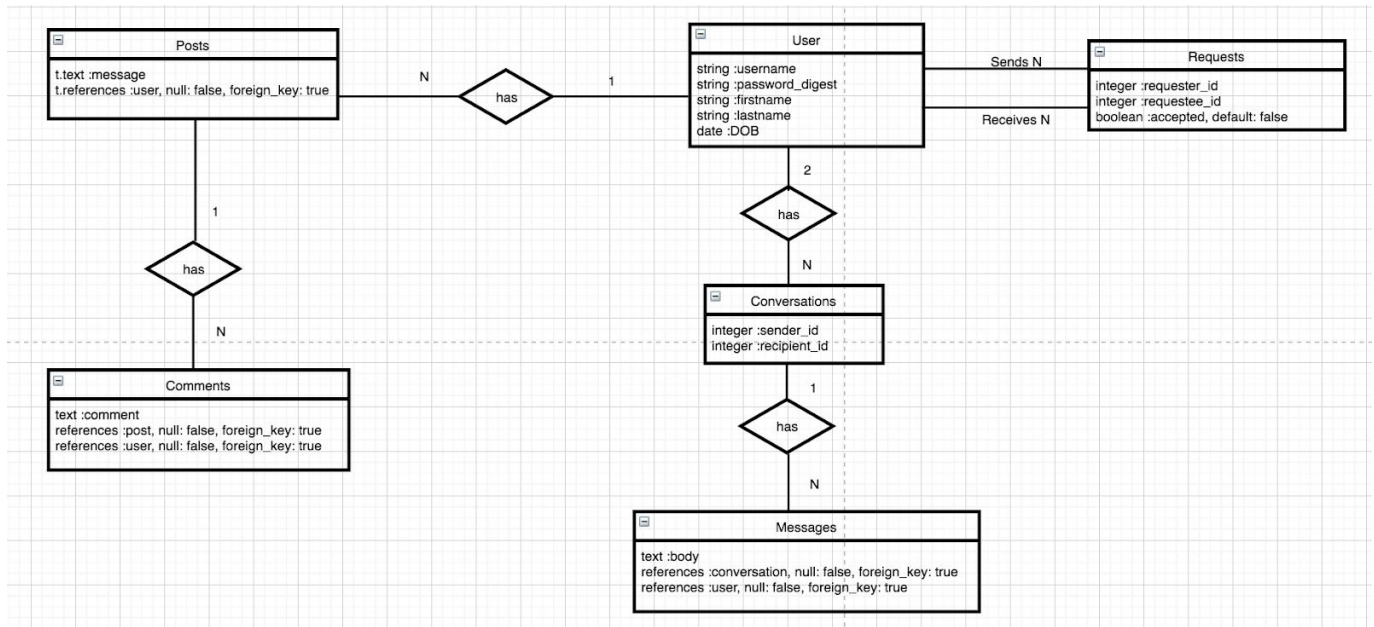 Posts
t.text :message
t.references :user, null: false, foreign_key: true
N
has
1
User
string :username
string :password_digest
string :firstname
string :lastname
date :DOB
Sends N
Receives N
Requests
integer :requester_id
integer :requestee_id
boolean :accepted, default: false
1
has
N
2
has
N
Conversations
integer :sender_id
integer :recipient_id
Comments
text :comment
references :post, null: false, foreign_key: true
references :user, null: false, foreign_key: true
1
has
N
Messages
text :body
references :conversation, null: false, foreign_key: true
references :user, null: false, foreign_key: true